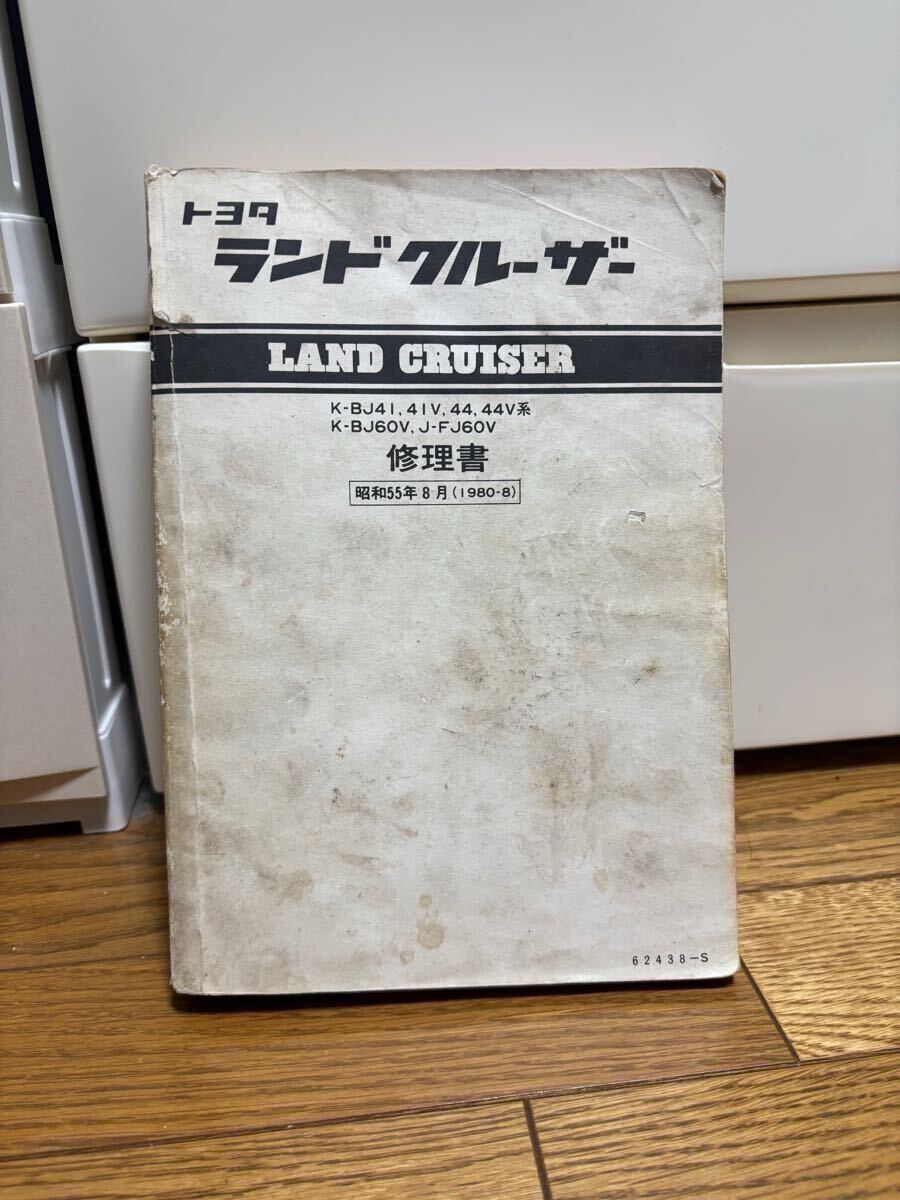 トヨタ
ランドクルーザー
LAND CRUISER
K-BJ41, 41V, 44, 44V系
K-BJ60V, J-FJ60V
修理書
昭和55年8月(1980-8)
62438-S